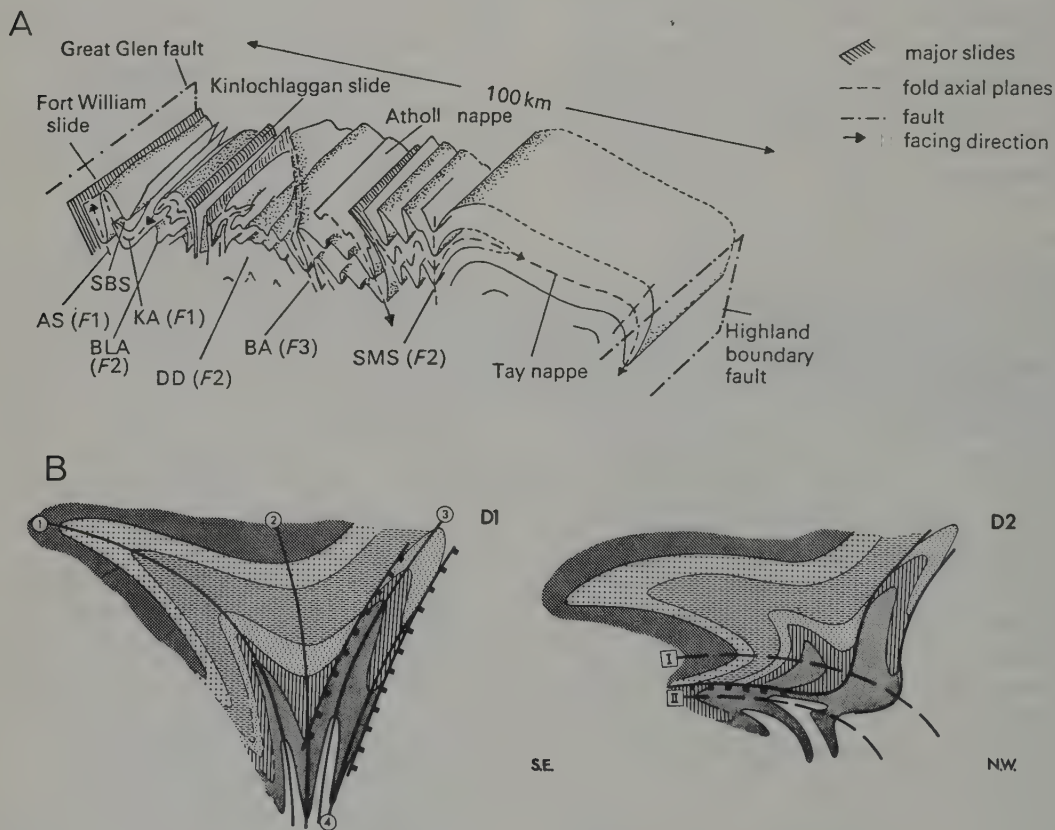 A
Great Glen fault
Fort William
slide
Kinlochlaggan slide
100 km
Atholl nappe
major slides
fold axial planes
fault
facing direction
SBS
AS (F1)
KA (F1)
BLA
(F2)
DD (F2)
BA (F3)
SMS (F2)
Tay nappe
Highland
boundary
fault
B
1
2
3
D1
4
D2
I
II
S.E.
N.W.